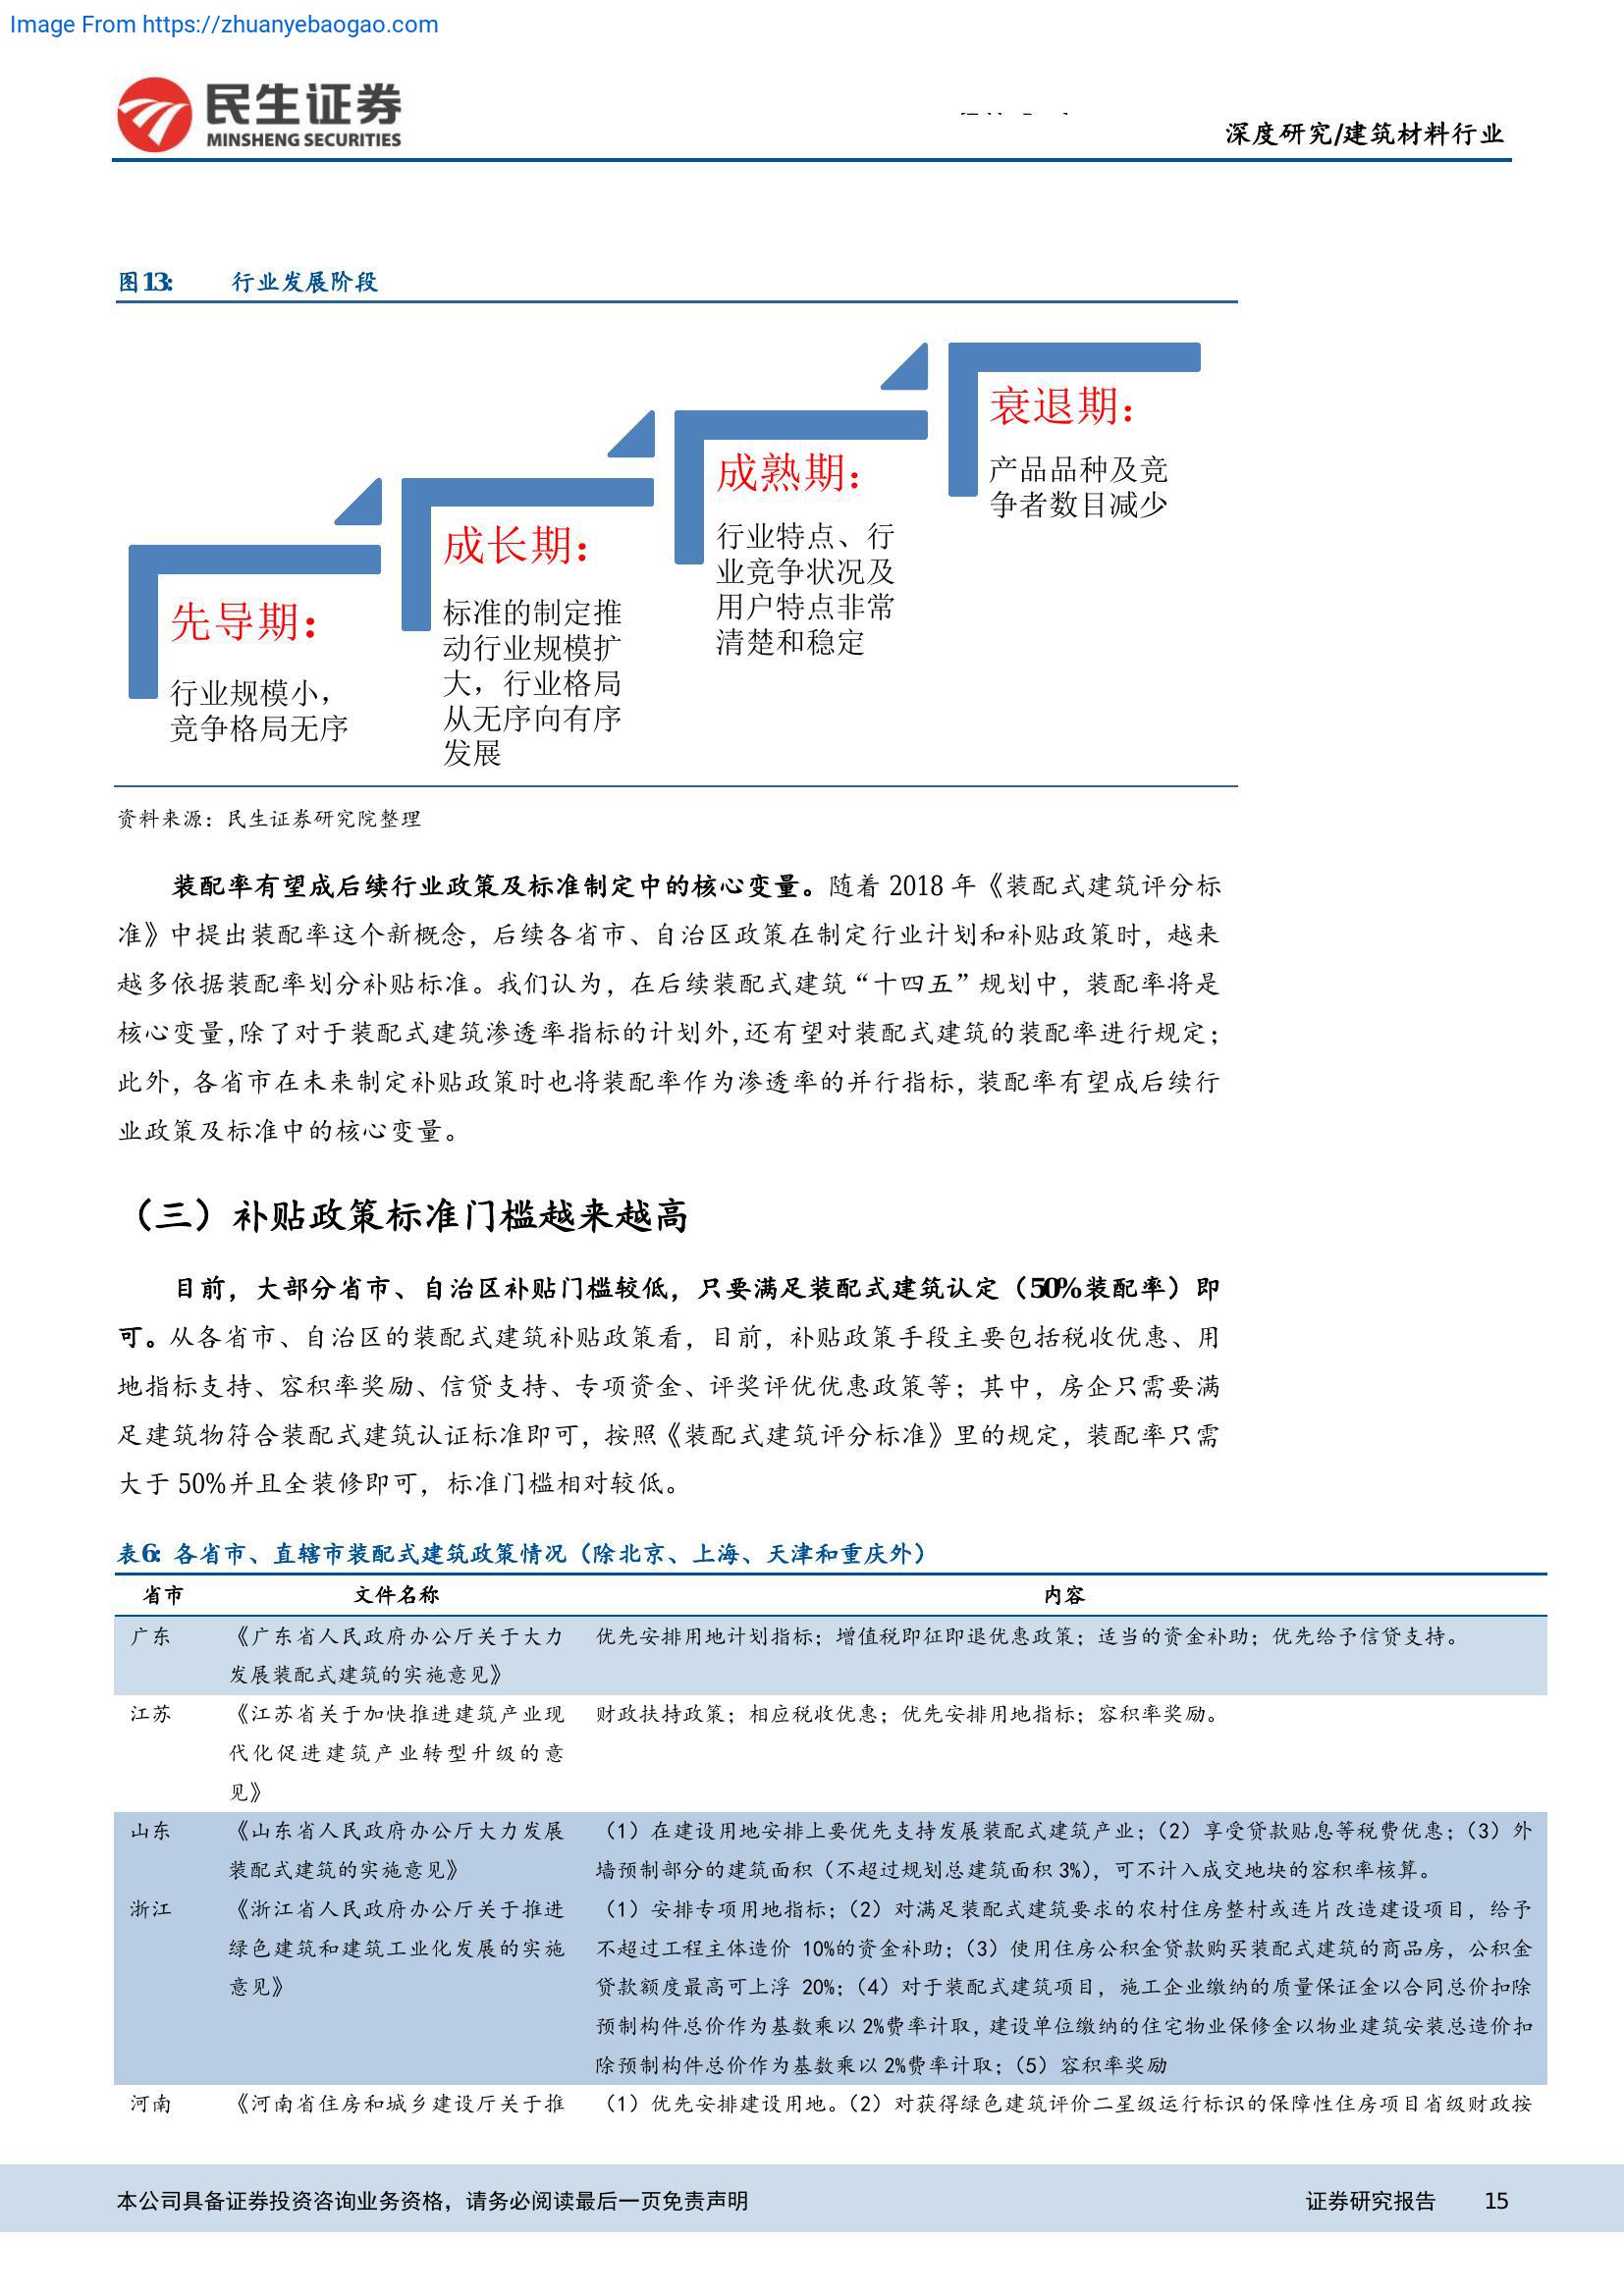 Image From https://zhuanyebaogao.com
民生证券
MINSHENG SECURITIES
深度研究/建筑材料行业
图13: 行业发展阶段
衰退期：
产品品种及竞
争者数目减少
成熟期：
行业特点、行
业竞争状况及
用户特点非常
清楚和稳定
成长期：
标准的制定推
动行业规模扩
大，行业格局
从无序向有序
发展
先导期：
行业规模小，
竞争格局无序
资料来源：民生证券研究院整理
装配率有望成后续行业政策及标准制定中的核心变量。随着 2018 年《装配式建筑评分标
准》中提出装配率这个新概念，后续各省市、自治区政策在制定行业计划和补贴政策时，越来
越多依据装配率划分补贴标准。我们认为，在后续装配式建筑“十四五”规划中，装配率将是
核心变量,除了对于装配式建筑渗透率指标的计划外,还有望对装配式建筑的装配率进行规定；
此外，各省市在未来制定补贴政策时也将装配率作为渗透率的并行指标，装配率有望成后续行
业政策及标准中的核心变量。
（三）补贴政策标准门槛越来越高
目前，大部分省市、自治区补贴门槛较低，只要满足装配式建筑认定（50%装配率）即
可。从各省市、自治区的装配式建筑补贴政策看，目前，补贴政策手段主要包括税收优惠、用
地指标支持、容积率奖励、信贷支持、专项资金、评奖评优优惠政策等；其中，房企只需要满
足建筑物符合装配式建筑认证标准即可，按照《装配式建筑评分标准》里的规定，装配率只需
大于 50%并且全装修即可，标准门槛相对较低。
表6: 各省市、直辖市装配式建筑政策情况（除北京、上海、天津和重庆外）
省市 文件名称 内容
广东 《广东省人民政府办公厅关于大力 优先安排用地计划指标；增值税即征即退优惠政策；适当的资金补助；优先给予信贷支持。
发展装配式建筑的实施意见》
江苏 《江苏省关于加快推进建筑产业现 财政扶持政策；相应税收优惠；优先安排用地指标；容积率奖励。
代化促进建筑产业转型升级的意
见》
山东 《山东省人民政府办公厅大力发展 （1）在建设用地安排上要优先支持发展装配式建筑产业；（2）享受贷款贴息等税费优惠；（3）外
装配式建筑的实施意见》 墙预制部分的建筑面积（不超过规划总建筑面积 3%），可不计入成交地块的容积率核算。
浙江 《浙江省人民政府办公厅关于推进 （1）安排专项用地指标；（2）对满足装配式建筑要求的农村住房整村或连片改造建设项目，给予
绿色建筑和建筑工业化发展的实施 不超过工程主体造价 10%的资金补助；（3）使用住房公积金贷款购买装配式建筑的商品房，公积金
意见》 贷款额度最高可上浮 20%；（4）对于装配式建筑项目，施工企业缴纳的质量保证金以合同总价扣除
预制构件总价作为基数乘以 2%费率计取，建设单位缴纳的住宅物业保修金以物业建筑安装总造价扣
除预制构件总价作为基数乘以 2%费率计取；（5）容积率奖励
河南 《河南省住房和城乡建设厅关于推 （1）优先安排建设用地。（2）对获得绿色建筑评价二星级运行标识的保障性住房项目省级财政按
本公司具备证券投资咨询业务资格，请务必阅读最后一页免责声明 证券研究报告 15